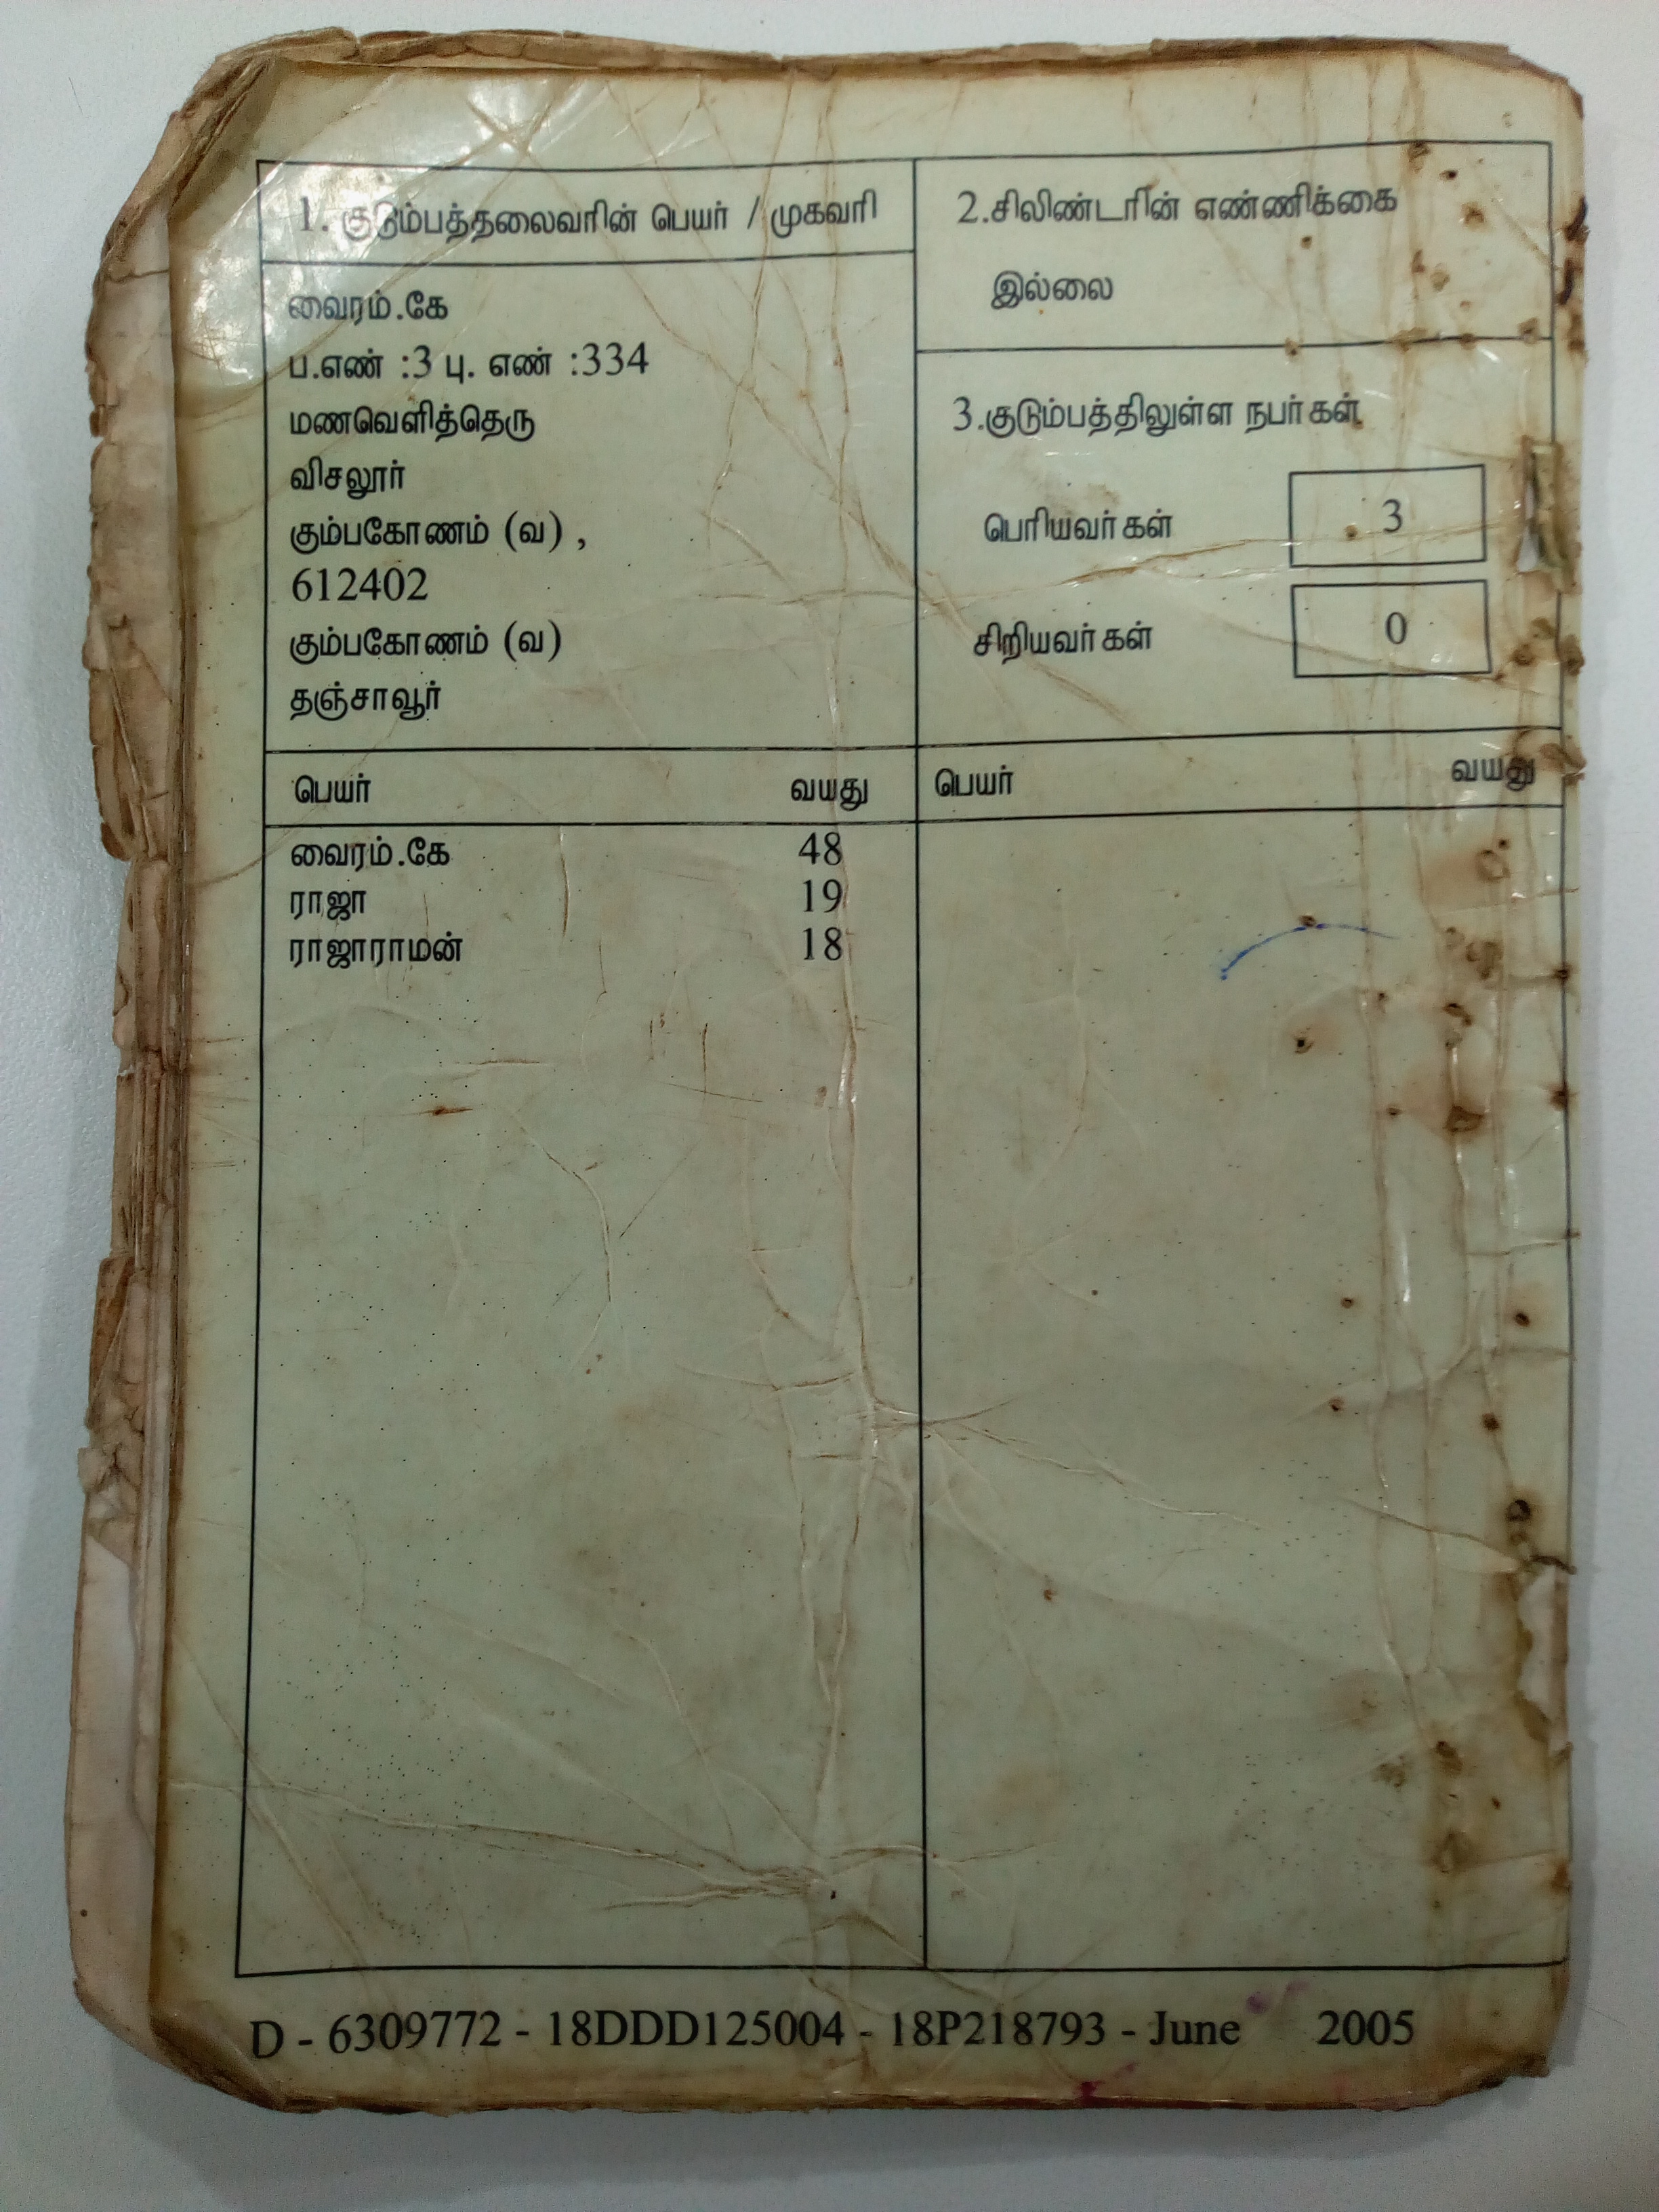 1. குடும்பத்தலைவரின் பெயர் / முகவரி
வைரம்.கே
ப.எண் :3 பு. எண் :334
மணவெளித்தெரு
விசலூர்
கும்பகோணம் (வ) ,
612402
கும்பகோணம் (வ)
தஞ்சாவூர்
2.சிலிண்டரின் எண்ணிக்கை
இல்லை
3.குடும்பத்திலுள்ள நபர்கள்
பெரியவர்கள் 3
சிறியவர்கள் 0
பெயர் வயது பெயர் வயது
வைரம்.கே 48
ராஜா 19
ராஜாராமன் 18
D - 6309772 - 18DDD125004 - 18P218793 - June 2005